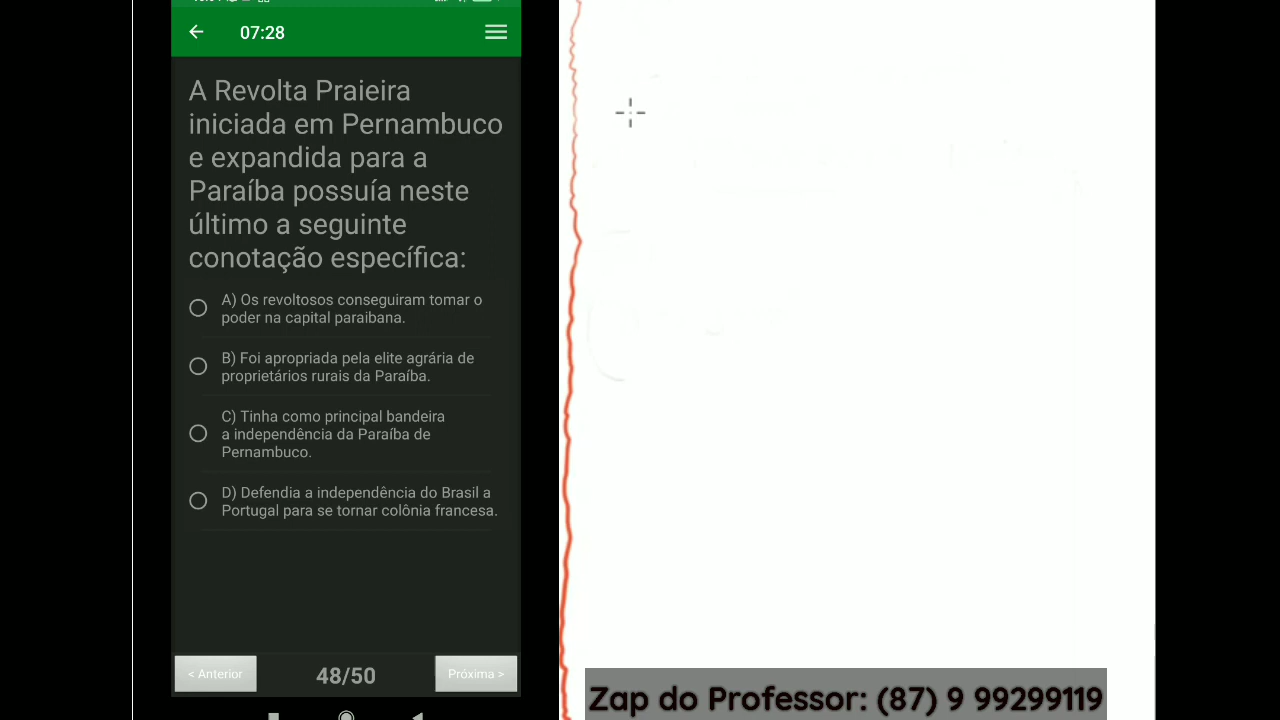 07:28
A Revolta Praieira
iniciada em Pernambuco
e expandida para a
Paraíba possuía neste
último a seguinte
conotação específica:
A) Os revoltosos conseguiram tomar o
poder na capital paraibana.
B) Foi apropriada pela elite agrária de
proprietários rurais da Paraíba.
C) Tinha como principal bandeira
a independência da Paraíba de
Pernambuco.
D) Defendia a independência do Brasil a
Portugal para se tornar colônia francesa.
< Anterior
48/50
Próxima >
Zap do Professor: (87) 9 99299119